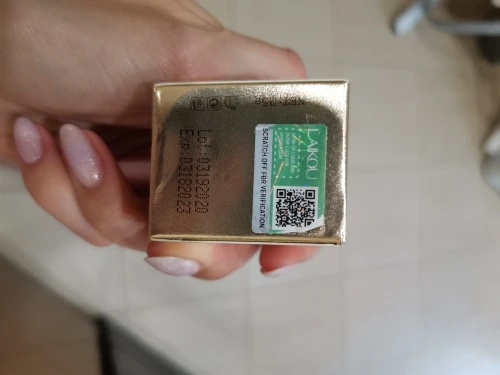 Lot: 03192020
Exp: 03182023
LAIKOU
SCRATCH OFF FOR VERIFICATION